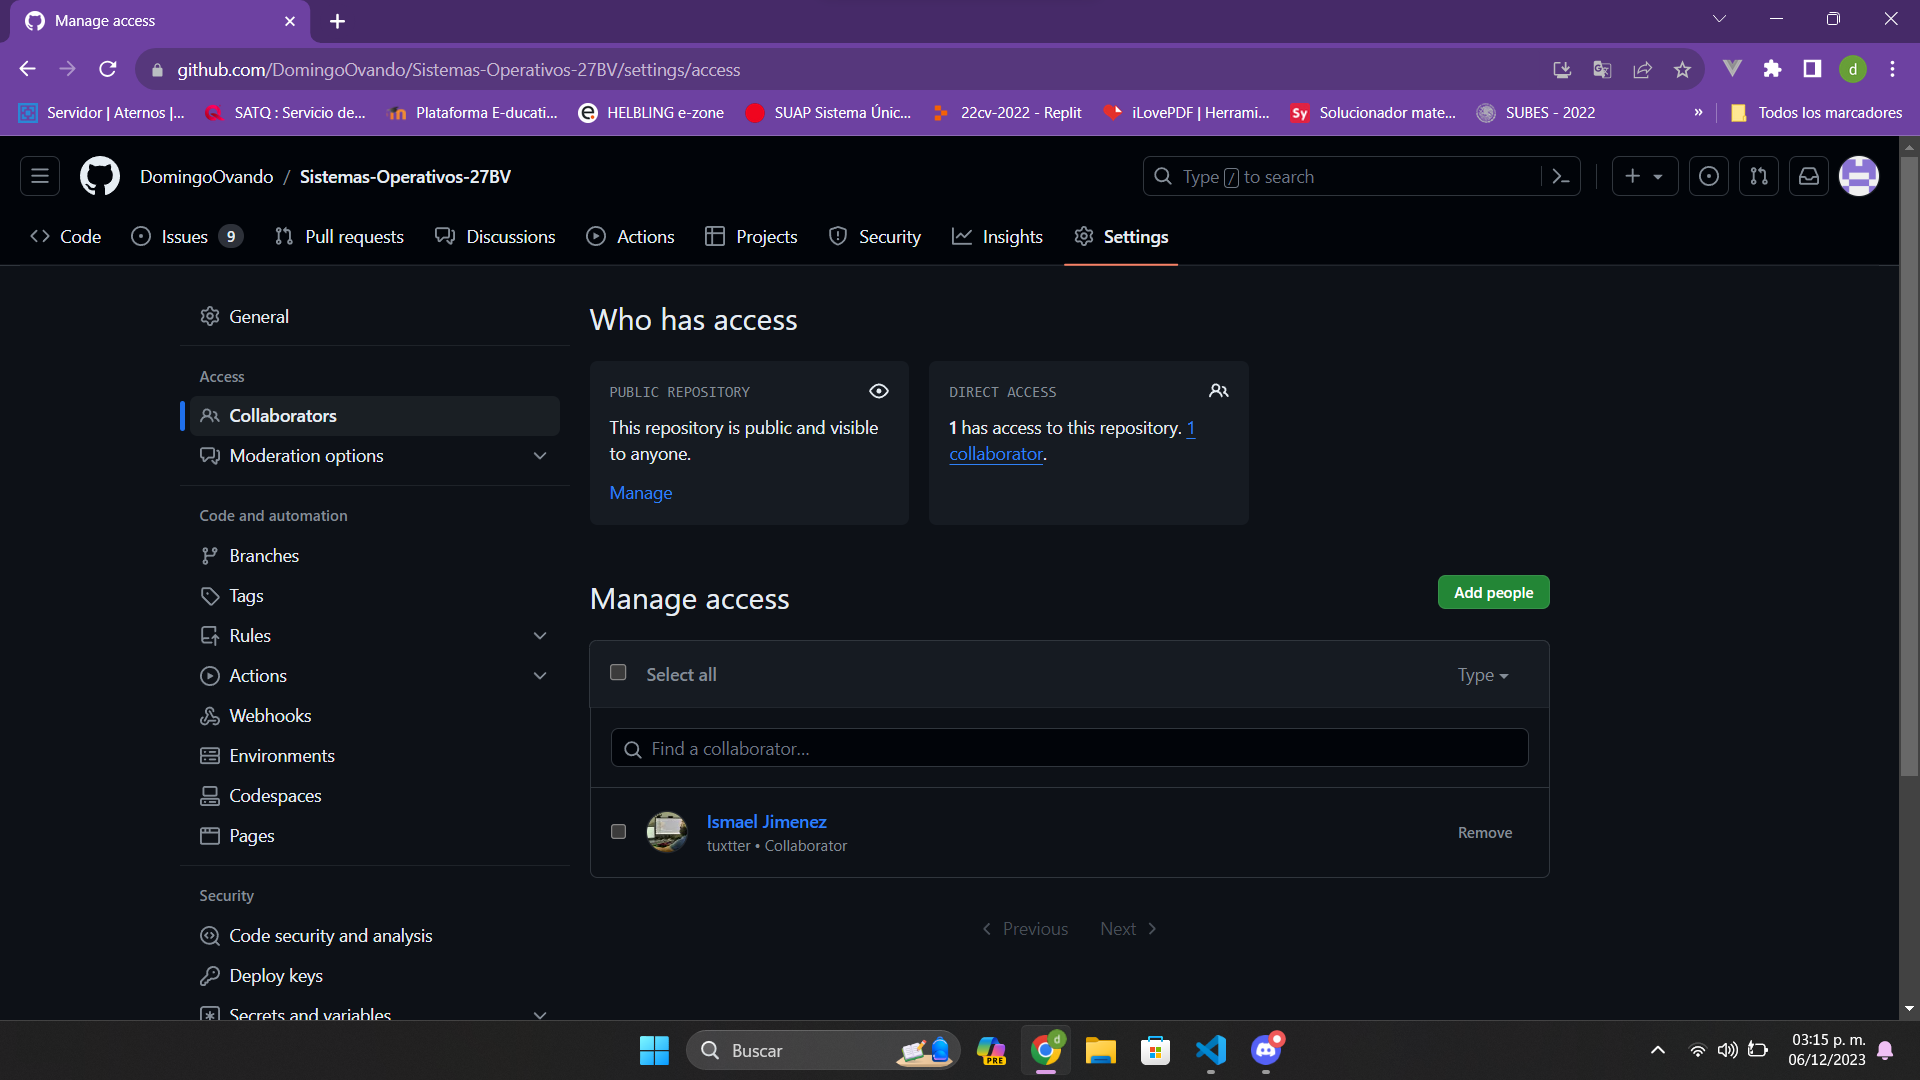 Manage access
github.com/DomingoOvando/Sistemas-Operativos-27BV/settings/access
d
Servidor | Aternos |...
SATQ : Servicio de...
Plataforma E-ducati...
HELBLING e-zone
SUAP Sistema Únic...
22cv-2022 - Replit
iLovePDF | Herrami...
Sy
Solucionador mate...
SUBES - 2022
»
Todos los marcadores
DomingoOvando / Sistemas-Operativos-27BV
Type / to search
Code
Issues 9
Pull requests
Discussions
Actions
Projects
Security
Insights
Settings
General
Access
Collaborators
Moderation options
Code and automation
Branches
Tags
Rules
Actions
Webhooks
Environments
Codespaces
Pages
Security
Code security and analysis
Deploy keys
Secrets and variables
Who has access
PUBLIC REPOSITORY
This repository is public and visible
to anyone.
Manage
DIRECT ACCESS
1 has access to this repository. 1
collaborator.
Manage access
Add people
Select all
Type
Find a collaborator...
Ismael Jimenez
tuxtter • Collaborator
Remove
Previous
Next
Buscar
PRE
d
03:15 p. m.
06/12/2023